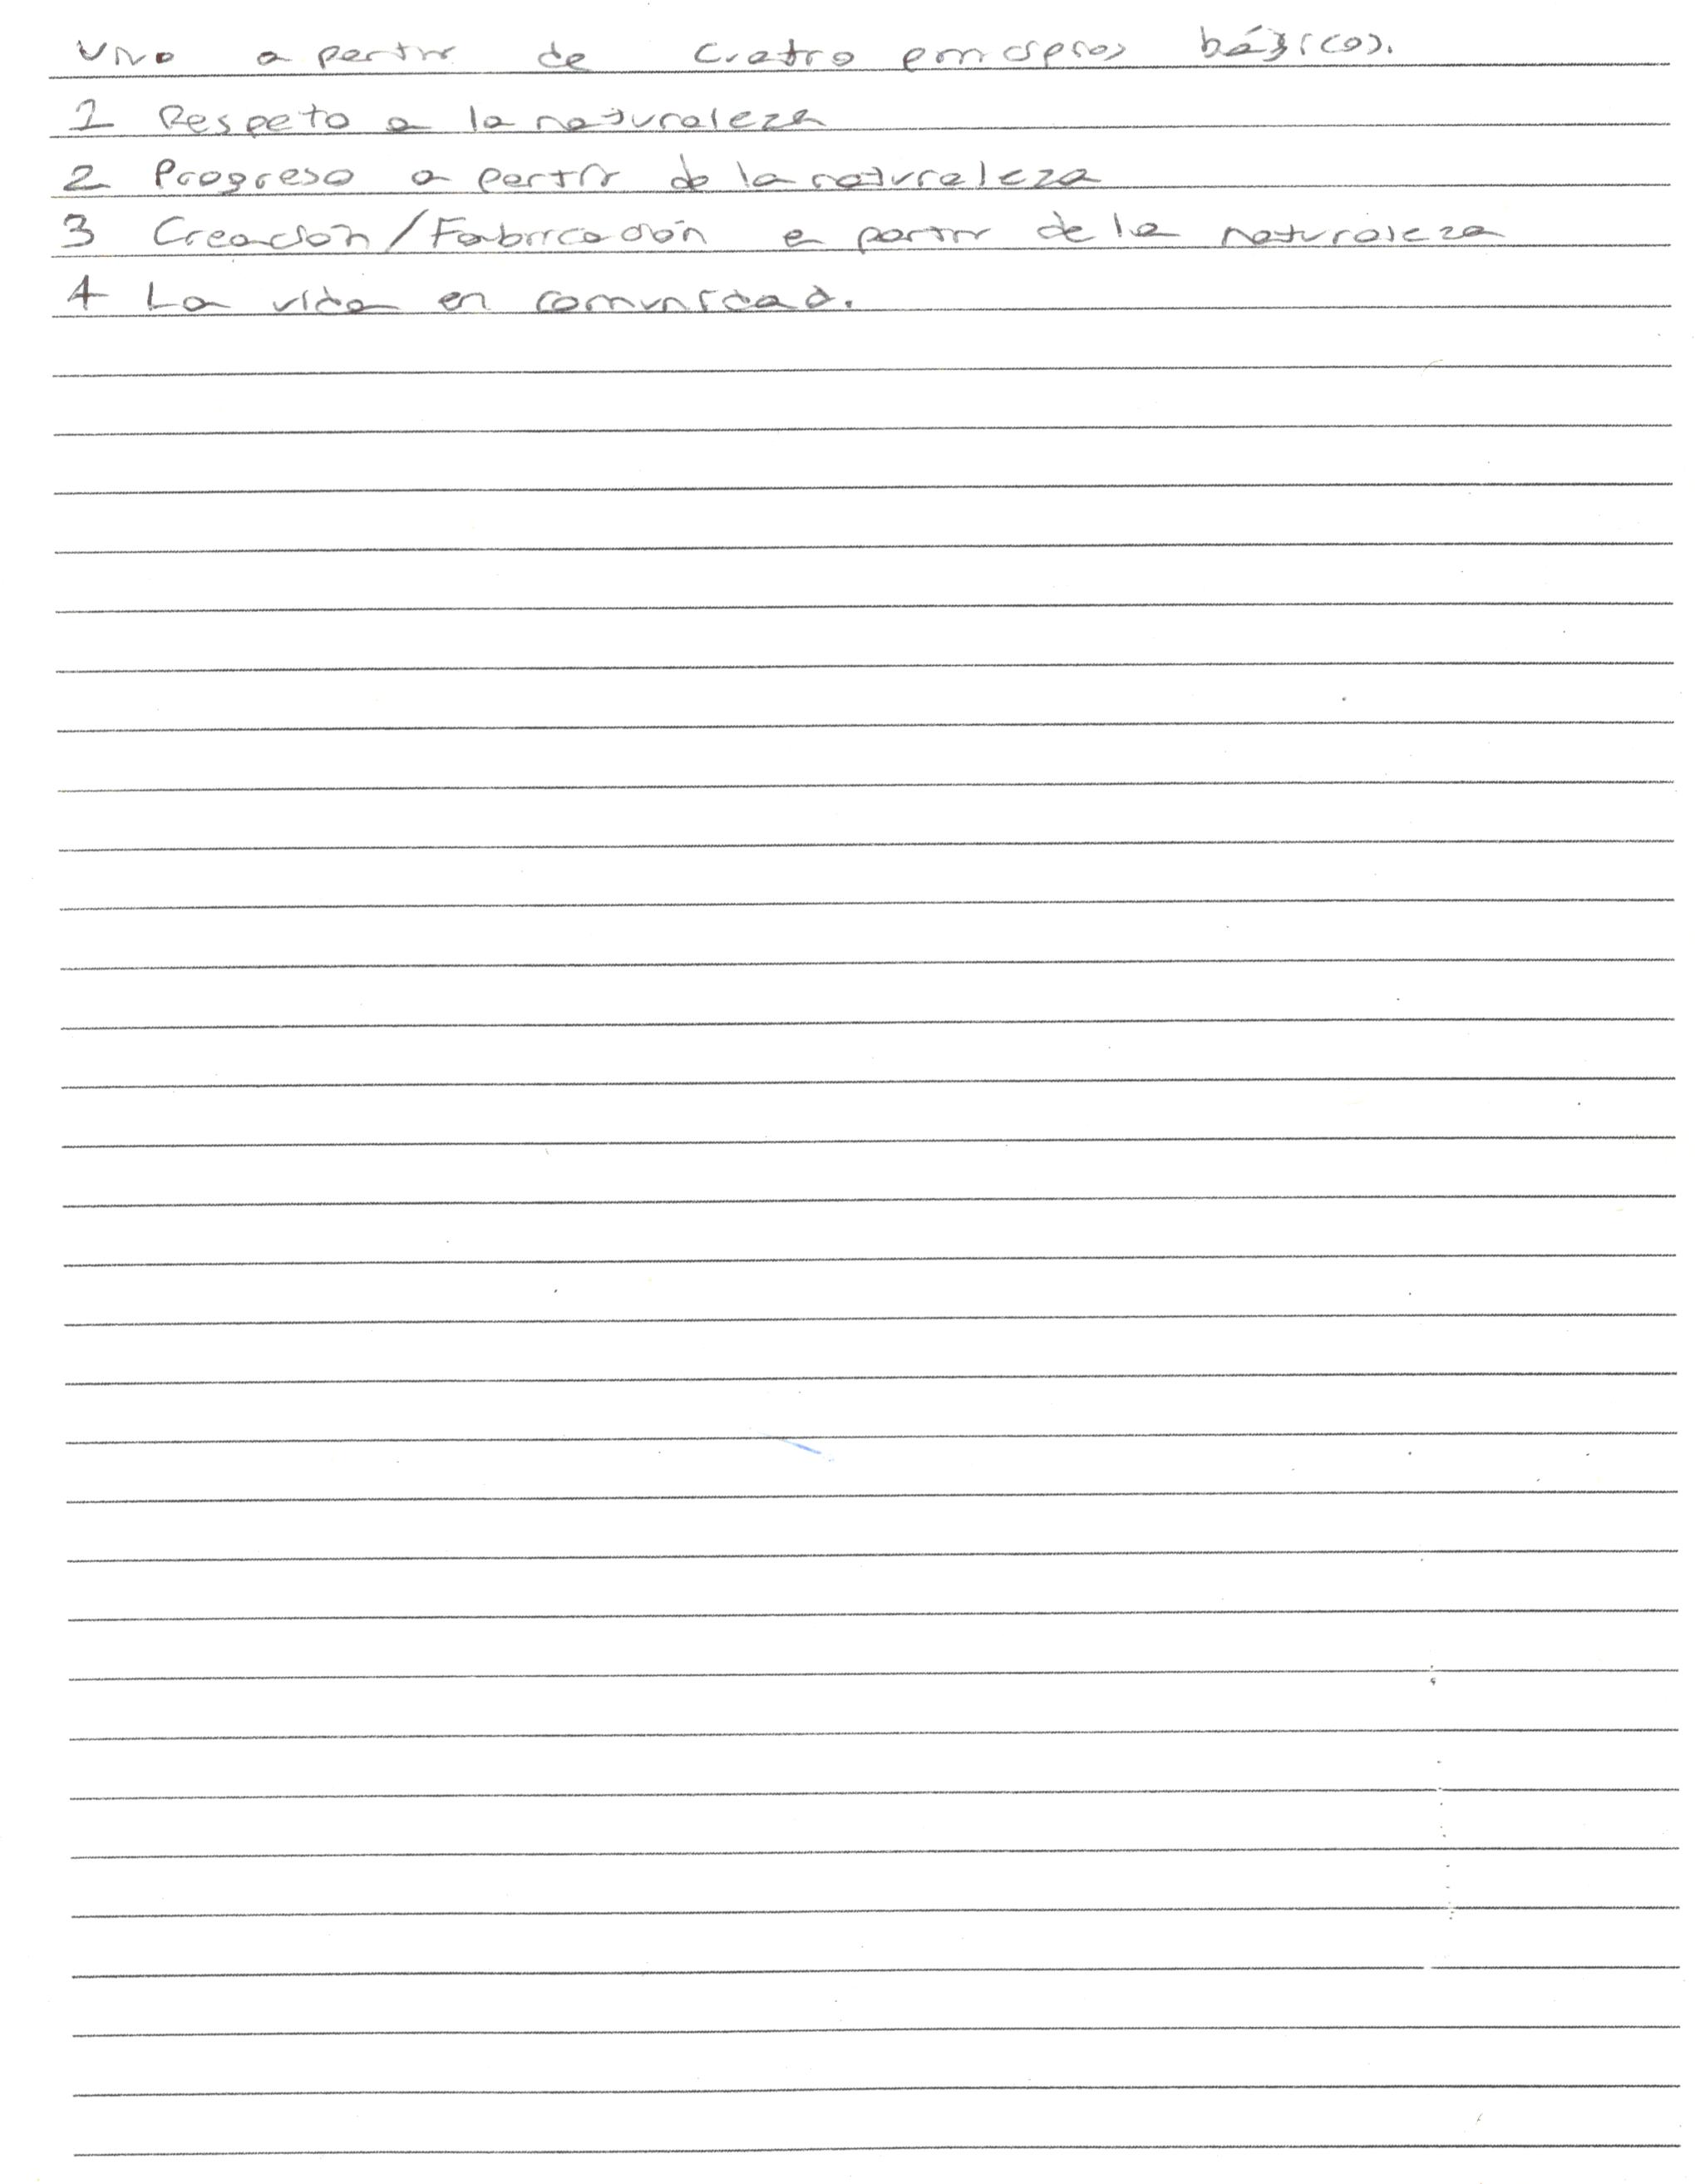 Vivo a partir de cuatro principios básicos.
1 Respeto a la naturaleza
2 Progreso a partir de la naturaleza
3 Creación/Fabricación a partir de la naturaleza
4 La vida en comunidad.